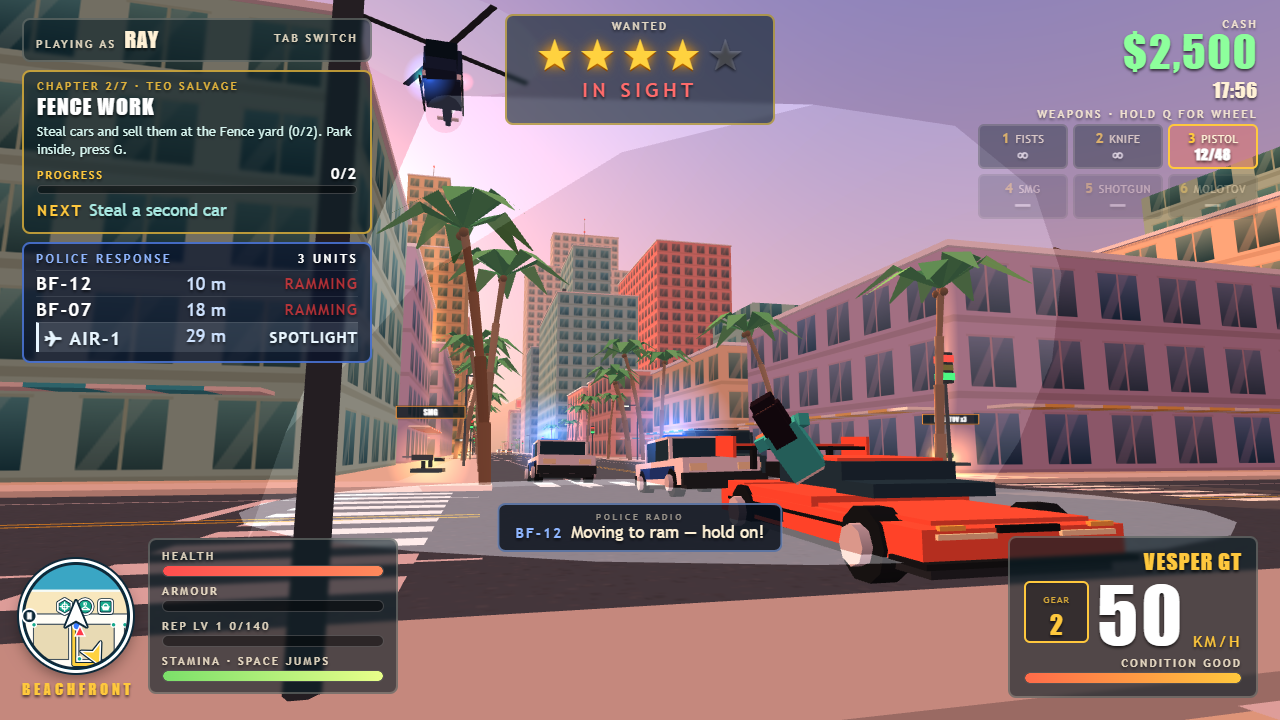 PLAYING AS RAY
TAB SWITCH
CHAPTER 2/7 · TEO SALVAGE
FENCE WORK
Steal cars and sell them at the Fence yard (0/2). Park
inside, press G.
PROGRESS 0/2
NEXT Steal a second car
POLICE RESPONSE 3 UNITS
BF-12 10 m RAMMING
BF-07 18 m RAMMING
AIR-1 29 m SPOTLIGHT
WANTED
IN SIGHT
CASH
$2,500
17:56
WEAPONS · HOLD Q FOR WHEEL
1 FISTS
∞
2 KNIFE
∞
3 PISTOL
12/48
4 SMG
—
5 SHOTGUN
—
6 MOLOTOV
—
POLICE RADIO
BF-12 Moving to ram — hold on!
HEALTH
ARMOUR
REP LV 1 0/140
STAMINA · SPACE JUMPS
BEACHFRONT
VESPER GT
GEAR
2
50 KM/H
CONDITION GOOD